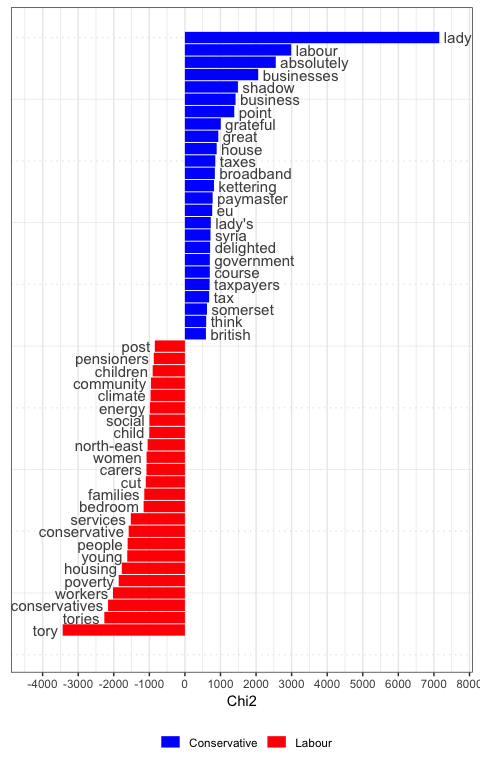 lady
labour
absolutely
businesses
shadow
business
point
grateful
great
house
taxes
broadband
kettering
paymaster
eu
lady's
syria
delighted
government
course
taxpayers
tax
somerset
think
british
post
pensioners
children
community
climate
energy
social
child
north-east
women
carers
cut
families
bedroom
services
conservative
people
young
housing
poverty
workers
conservatives
tories
tory
-4000 -3000 -2000 -1000 0 1000 2000 3000 4000 5000 6000 7000 8000
Chi2
Conservative Labour